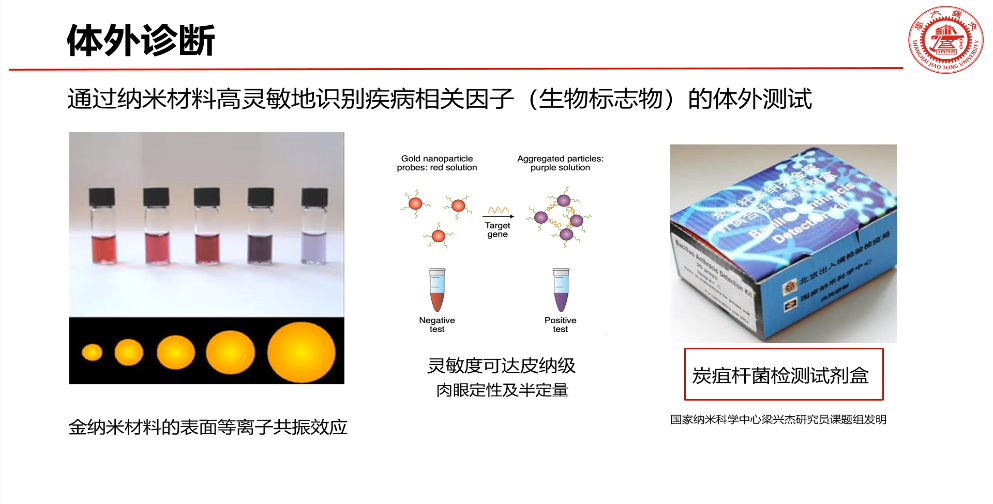 体外诊断
SHANGHAI JIAO TONG UNIVERSITY
通过纳米材料高灵敏地识别疾病相关因子（生物标志物）的体外测试
Gold nanoparticle
probes: red solution
Aggregated particles:
purple solution
Target
gene
Negative
test
Positive
test
灵敏度可达皮纳级
肉眼定性及半定量
金纳米材料的表面等离子共振效应
Bacillus Anthracis Detection Kit
北京出入境检验检疫局
国家纳米科学中心
炭疽杆菌检测试剂盒
国家纳米科学中心梁兴杰研究员课题组发明